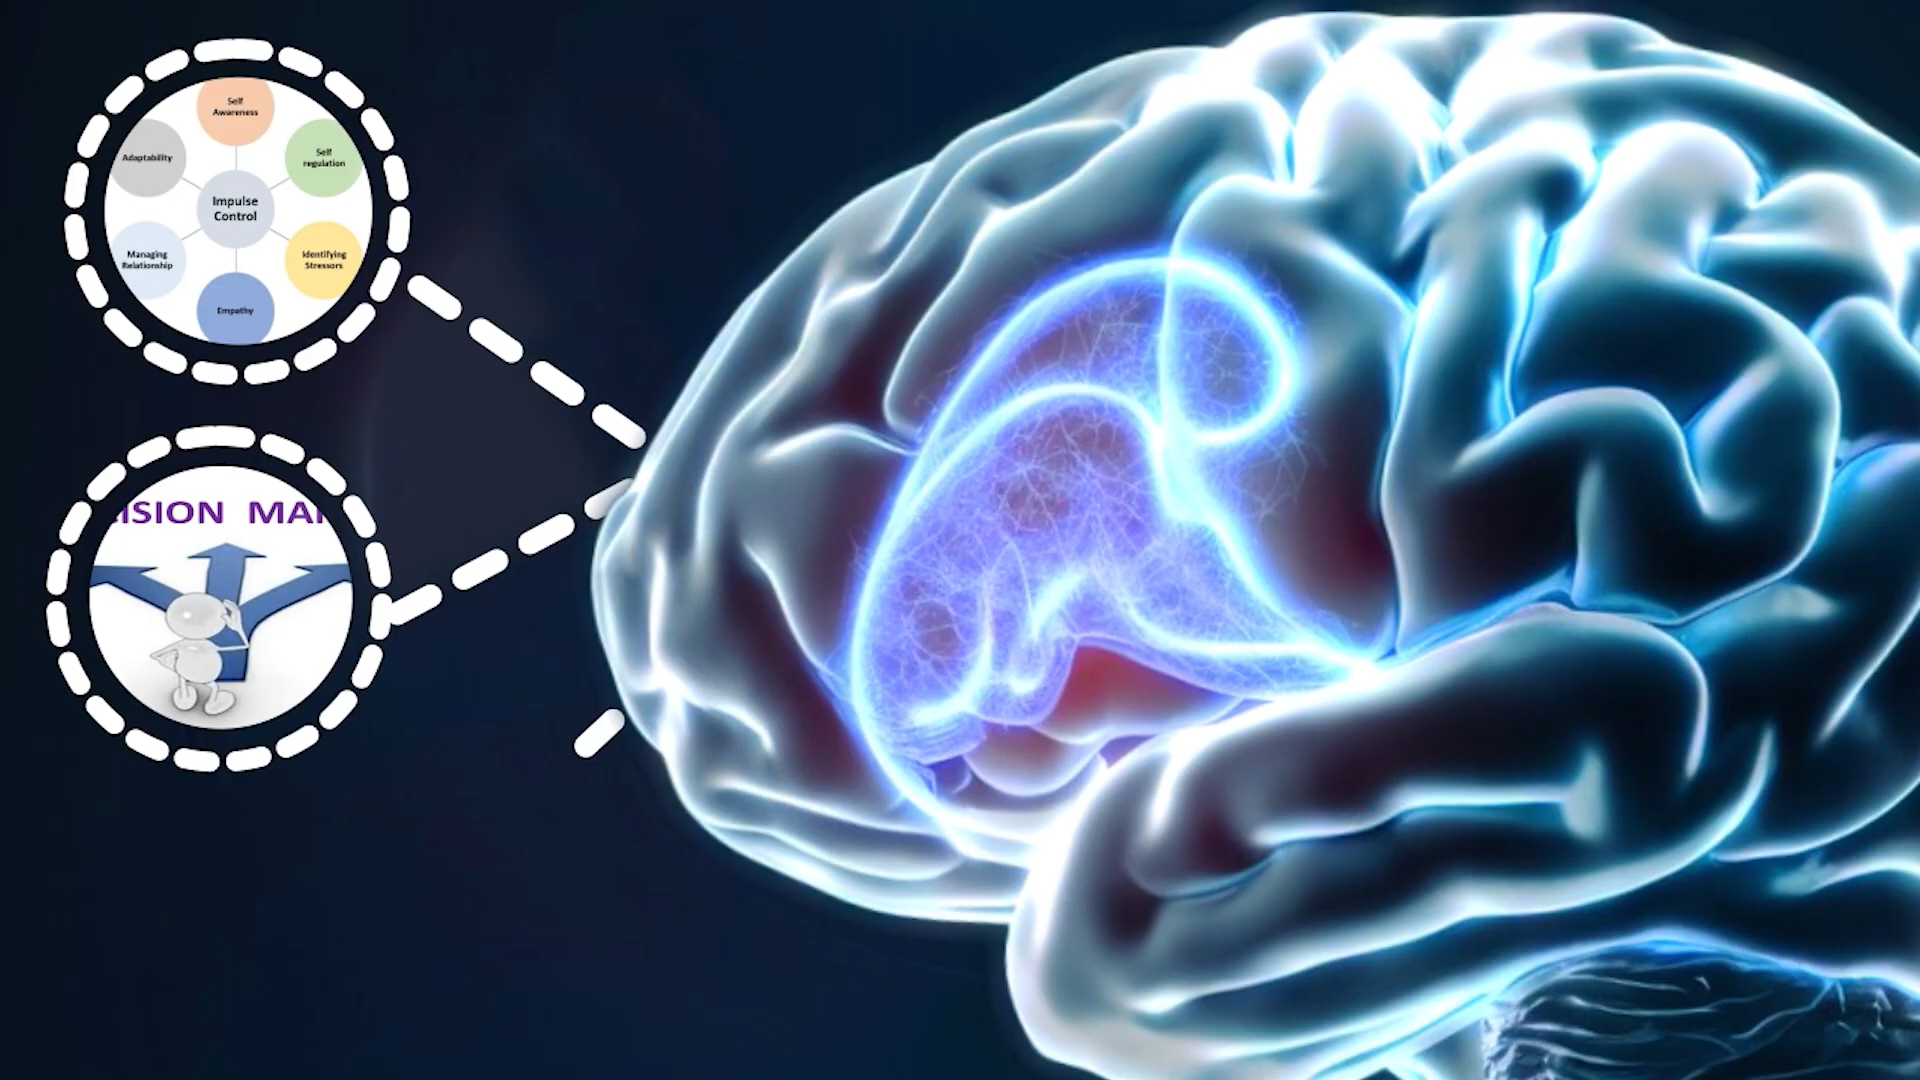 Self
Awareness
Adaptability
Self
regulation
Impulse
Control
Managing
Relationship
Identifying
Stressors
Empathy
ISION MA